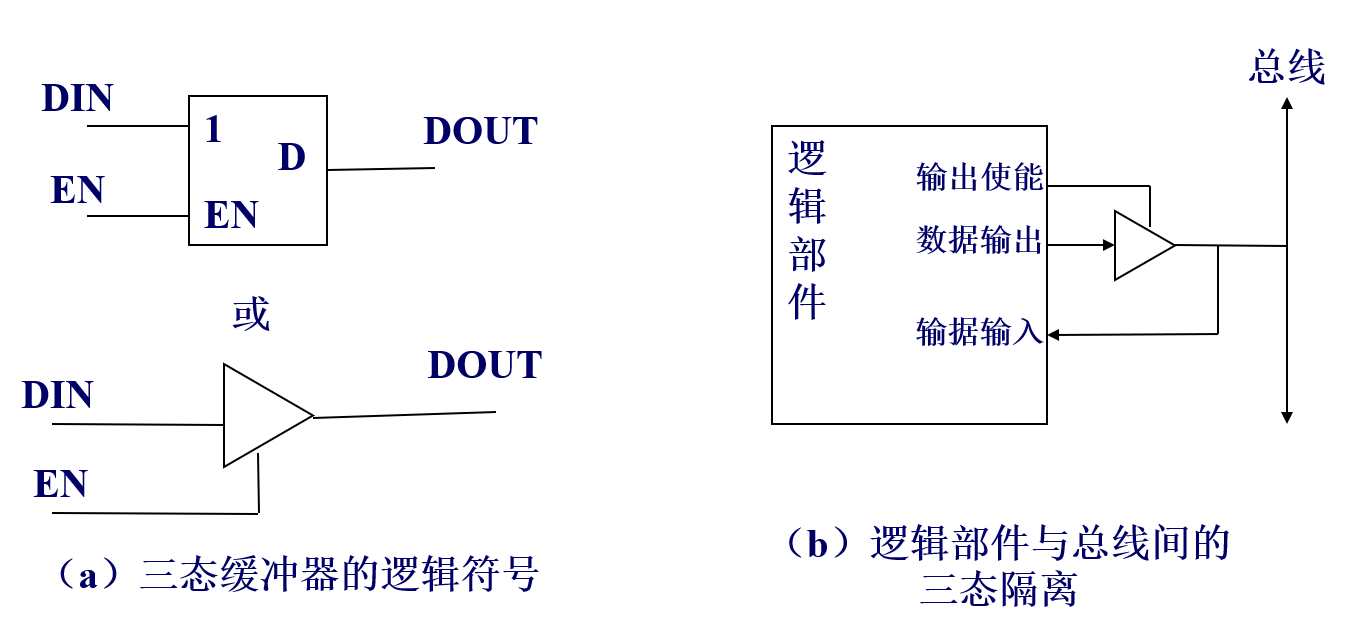 DIN
1
D
DOUT
EN
EN
或
DIN
DOUT
EN
（a）三态缓冲器的逻辑符号
总线
逻辑部件
输出使能
数据输出
输据输入
（b）逻辑部件与总线间的
三态隔离